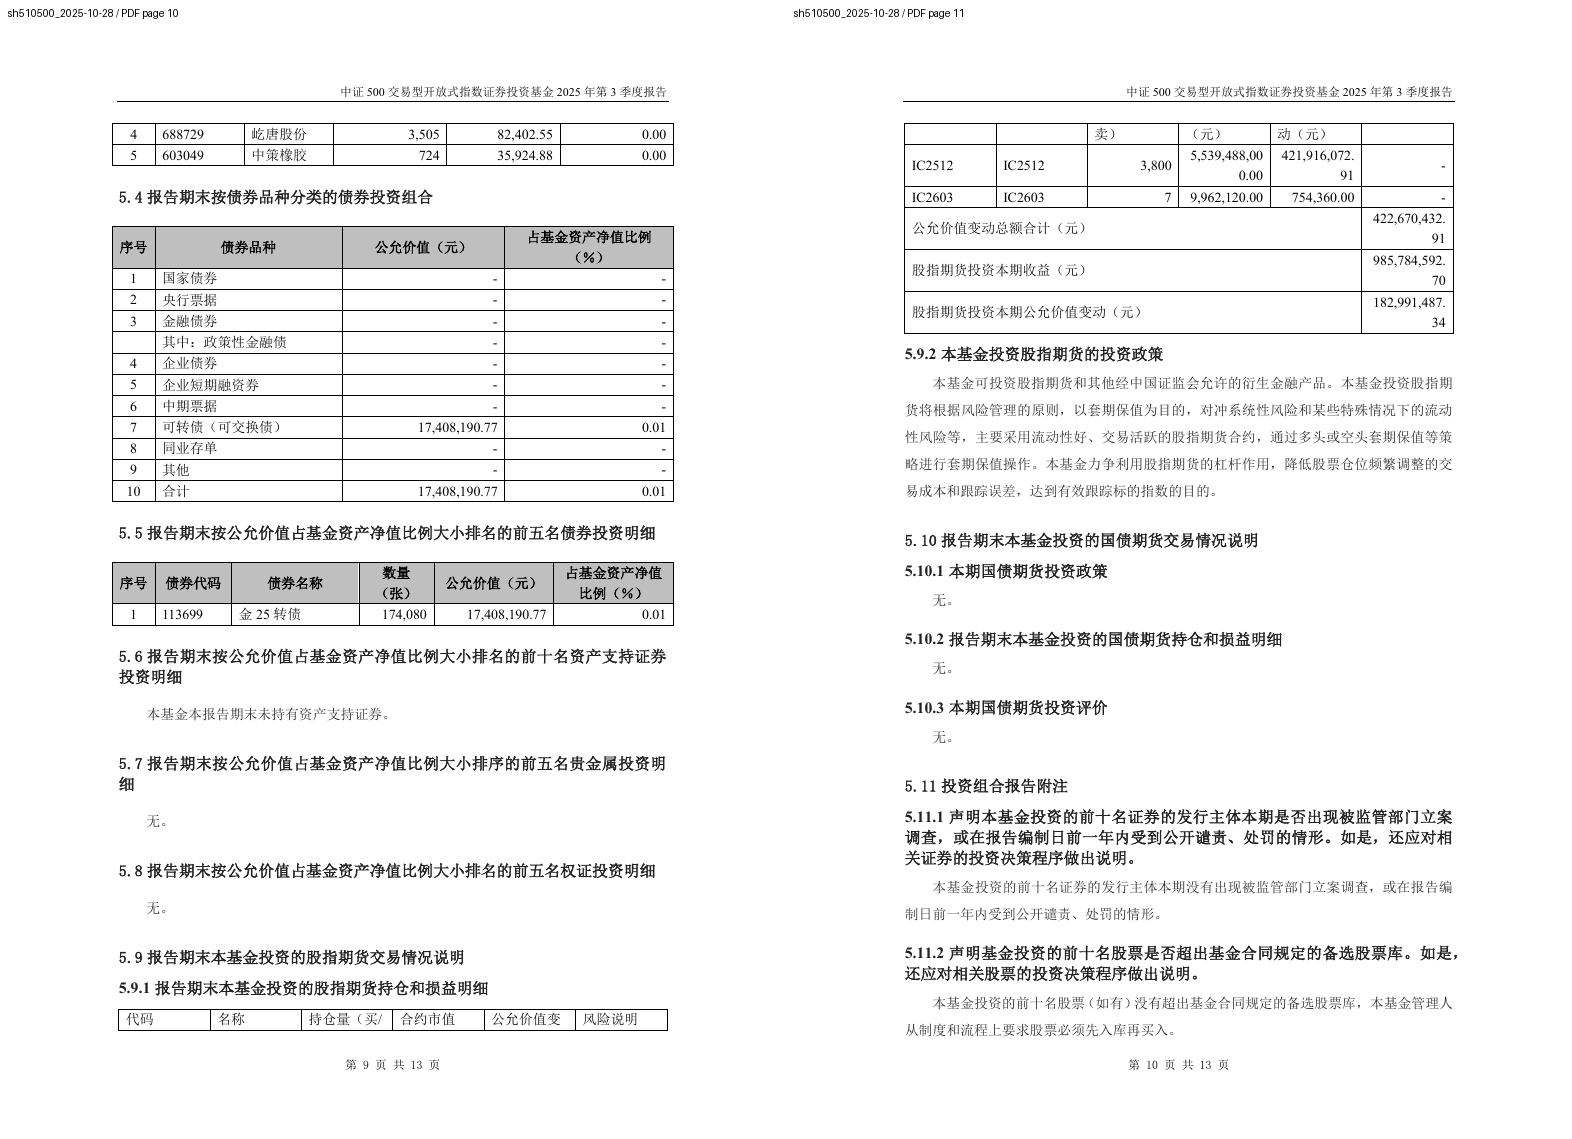 sh510500_2025-10-28 / PDF page 10
中证 500 交易型开放式指数证券投资基金 2025 年第 3 季度报告
4 688729 屹唐股份 3,505 82,402.55 0.00
5 603049 中策橡胶 724 35,924.88 0.00
5.4 报告期末按债券品种分类的债券投资组合
序号 债券品种 公允价值（元） 占基金资产净值比例
（%）
1 国家债券 - -
2 央行票据 - -
3 金融债券 - -
其中：政策性金融债 - -
4 企业债券 - -
5 企业短期融资券 - -
6 中期票据 - -
7 可转债（可交换债） 17,408,190.77 0.01
8 同业存单 - -
9 其他 - -
10 合计 17,408,190.77 0.01
5.5 报告期末按公允价值占基金资产净值比例大小排名的前五名债券投资明细
序号 债券代码 债券名称 数量
（张） 公允价值（元） 占基金资产净值
比例（%）
1 113699 金 25 转债 174,080 17,408,190.77 0.01
5.6 报告期末按公允价值占基金资产净值比例大小排名的前十名资产支持证券
投资明细
本基金本报告期末未持有资产支持证券。
5.7 报告期末按公允价值占基金资产净值比例大小排序的前五名贵金属投资明
细
无。
5.8 报告期末按公允价值占基金资产净值比例大小排名的前五名权证投资明细
无。
5.9 报告期末本基金投资的股指期货交易情况说明
5.9.1 报告期末本基金投资的股指期货持仓和损益明细
代码 名称 持仓量（买/ 合约市值 公允价值变 风险说明
第 9 页 共 13 页
sh510500_2025-10-28 / PDF page 11
中证 500 交易型开放式指数证券投资基金 2025 年第 3 季度报告
卖） （元） 动（元）
IC2512 IC2512 3,800 5,539,488,00
0.00 421,916,072.
91 -
IC2603 IC2603 7 9,962,120.00 754,360.00 -
公允价值变动总额合计（元） 422,670,432.
91
股指期货投资本期收益（元） 985,784,592.
70
股指期货投资本期公允价值变动（元） 182,991,487.
34
5.9.2 本基金投资股指期货的投资政策
本基金可投资股指期货和其他经中国证监会允许的衍生金融产品。本基金投资股指期
货将根据风险管理的原则，以套期保值为目的，对冲系统性风险和某些特殊情况下的流动
性风险等，主要采用流动性好、交易活跃的股指期货合约，通过多头或空头套期保值等策
略进行套期保值操作。本基金力争利用股指期货的杠杆作用，降低股票仓位频繁调整的交
易成本和跟踪误差，达到有效跟踪标的指数的目的。
5.10 报告期末本基金投资的国债期货交易情况说明
5.10.1 本期国债期货投资政策
无。
5.10.2 报告期末本基金投资的国债期货持仓和损益明细
无。
5.10.3 本期国债期货投资评价
无。
5.11 投资组合报告附注
5.11.1 声明本基金投资的前十名证券的发行主体本期是否出现被监管部门立案
调查，或在报告编制日前一年内受到公开谴责、处罚的情形。如是，还应对相
关证券的投资决策程序做出说明。
本基金投资的前十名证券的发行主体本期没有出现被监管部门立案调查，或在报告编
制日前一年内受到公开谴责、处罚的情形。
5.11.2 声明基金投资的前十名股票是否超出基金合同规定的备选股票库。如是，
还应对相关股票的投资决策程序做出说明。
本基金投资的前十名股票（如有）没有超出基金合同规定的备选股票库，本基金管理人
从制度和流程上要求股票必须先入库再买入。
第 10 页 共 13 页